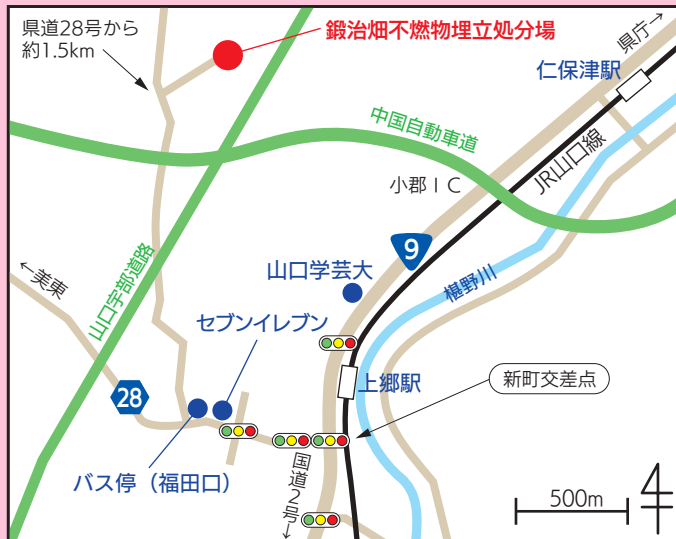 県道28号から
約1.5km
鍛治畑不燃物埋立処分場
県庁→
仁保津駅
中国自動車道
JR山口線
小郡ＩＣ
9
山口学芸大
椹野川
←美東
山口宇部道路
セブンイレブン
上郷駅
新町交差点
28
バス停（福田口）
国道2号→
500m